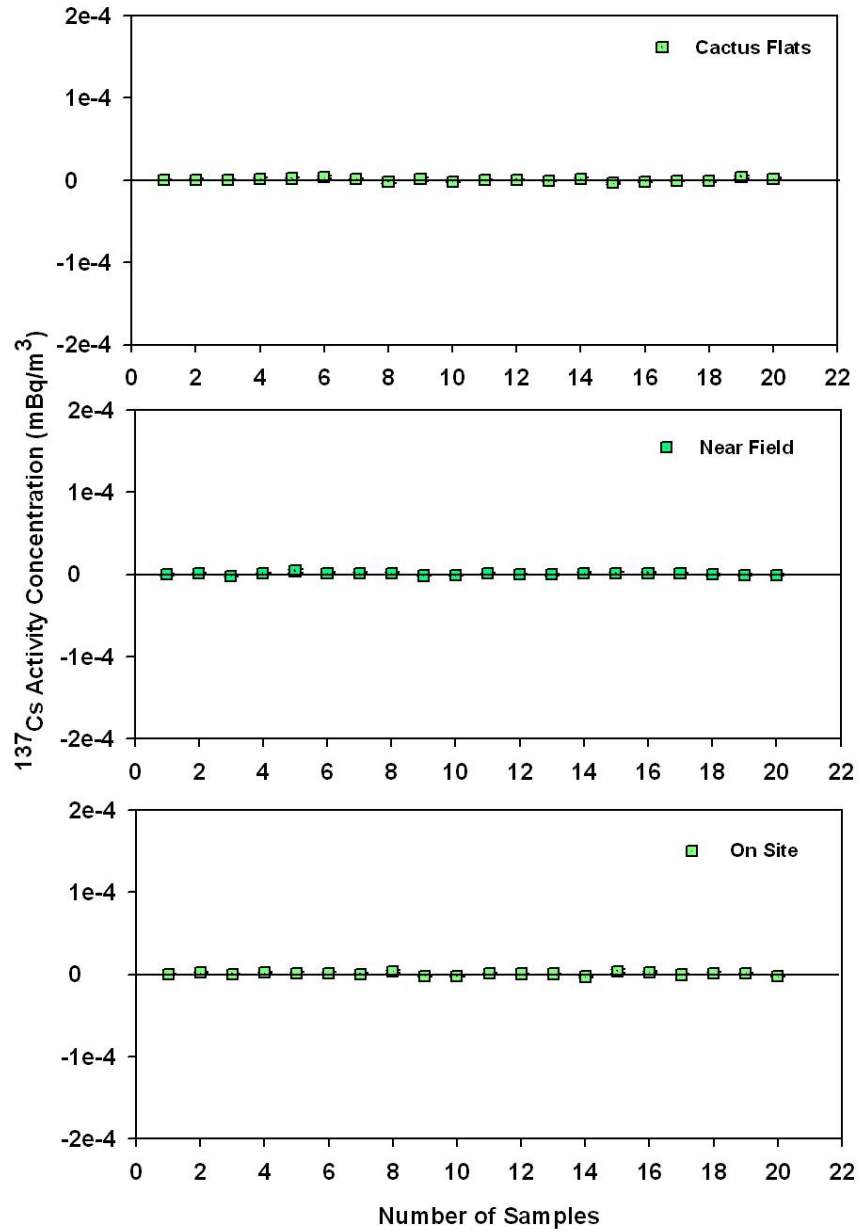 2e-4
Cactus Flats
1e-4
0
-1e-4
-2e-4
0 2 4 6 8 10 12 14 16 18 20 22
2e-4
Near Field
1e-4
0
-1e-4
-2e-4
0 2 4 6 8 10 12 14 16 18 20 22
2e-4
On Site
1e-4
0
-1e-4
-2e-4
0 2 4 6 8 10 12 14 16 18 20 22
Number of Samples
¹³⁷Cs Activity Concentration (mBq/m³)